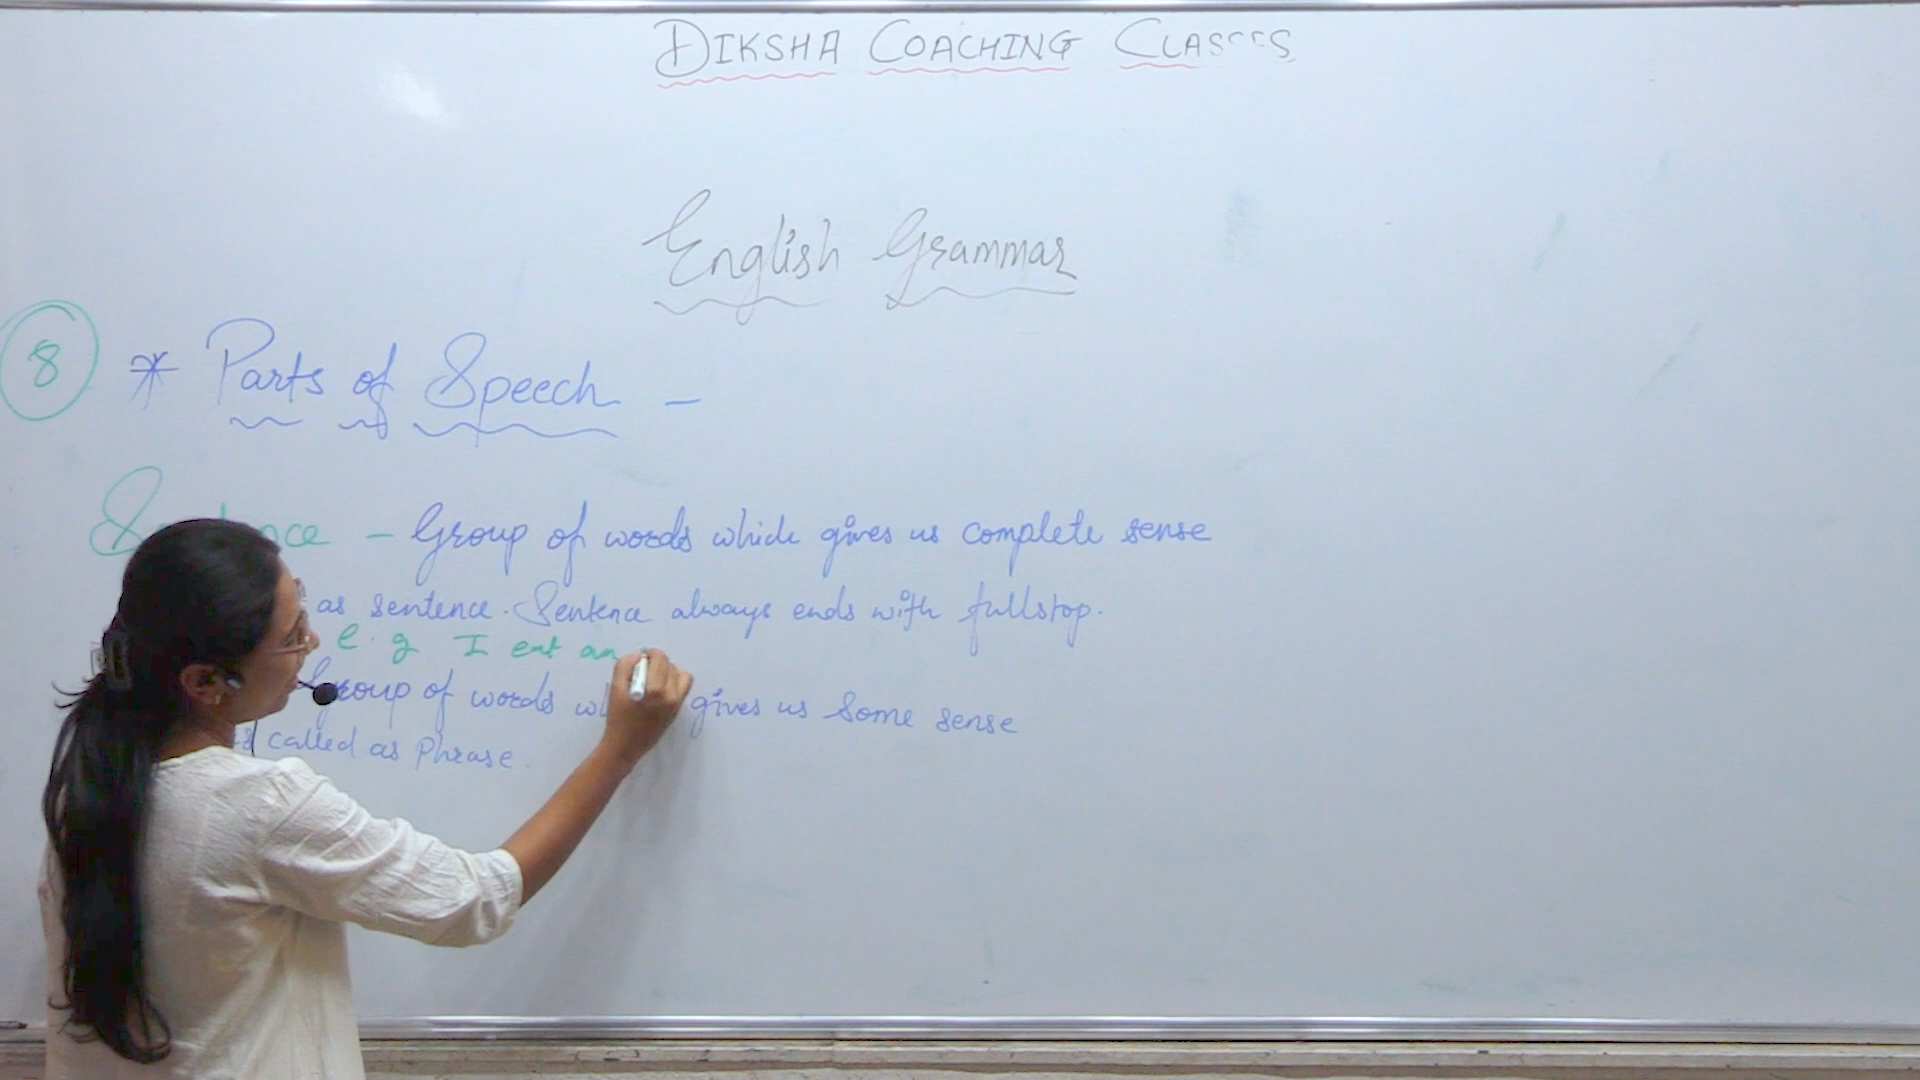 DIKSHA COACHING CLASSES
English Grammar
8 * Parts of Speech -
Sentence - Group of words which gives us complete sense
as sentence. Sentence always ends with fullstop.
e.g I eat an
Group of words gives us some sense
called as Phrase.